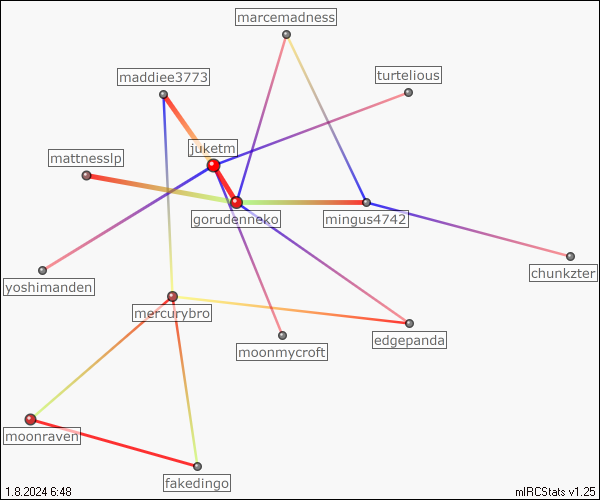 marcemadness
maddiee3773
turtelious
juketm
mattnesslp
gorudenneko
mingus4742
chunkzter
yoshimanden
mercurybro
edgepanda
moonmycroft
moonraven
fakedingo
1.8.2024 6:48
mIRCStats v1.25